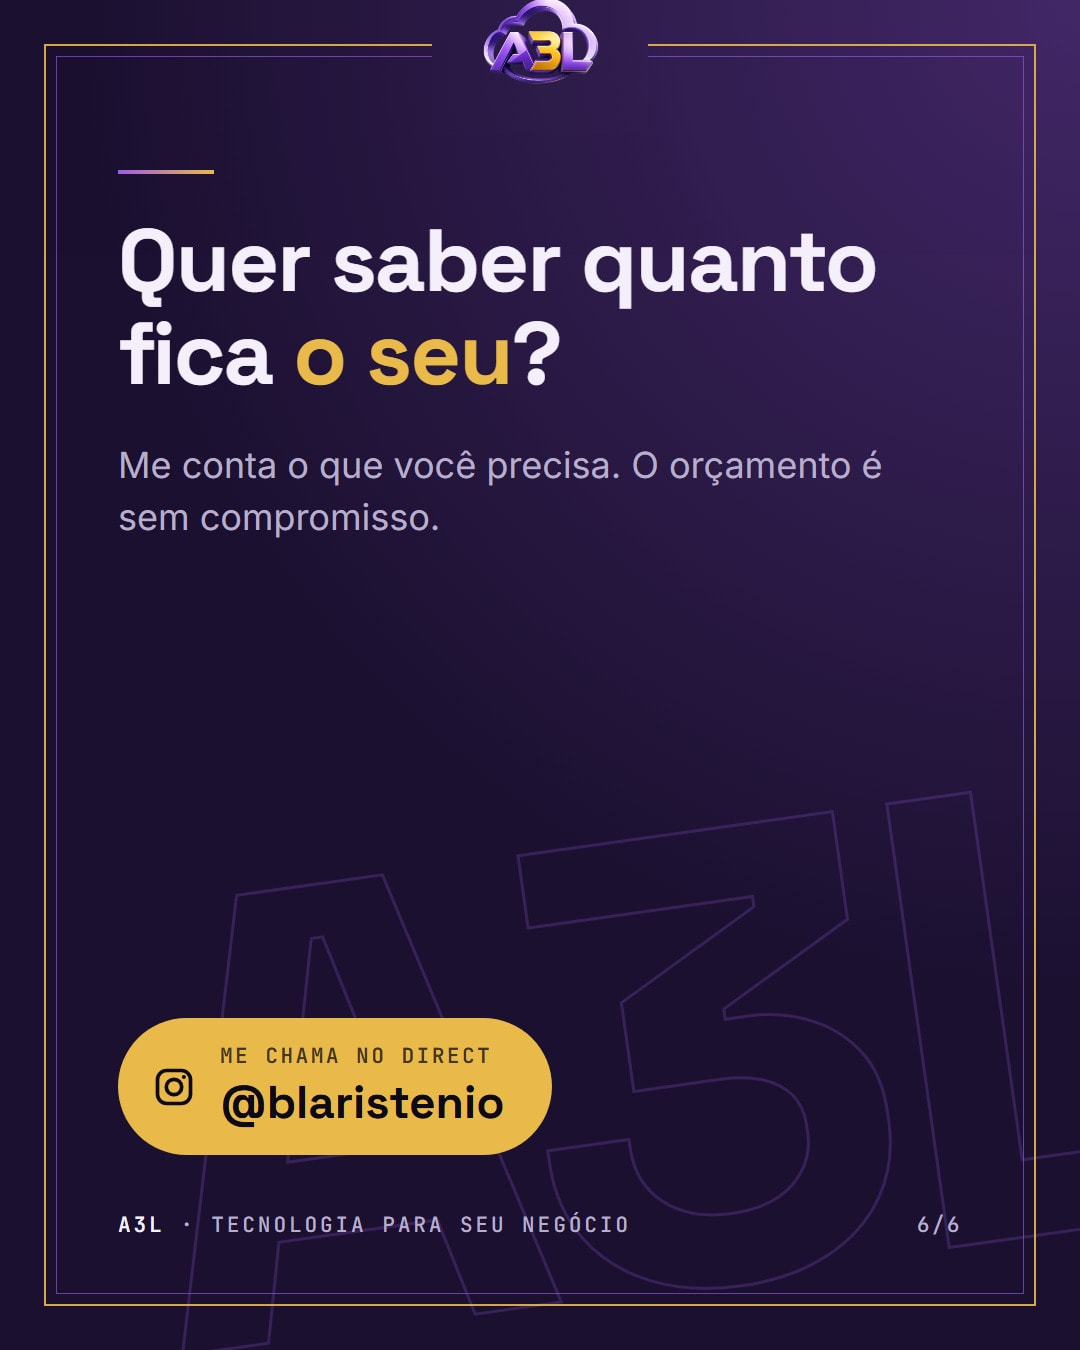 A3L
Quer saber quanto
fica o seu?
Me conta o que você precisa. O orçamento é
sem compromisso.
A3L
ME CHAMA NO DIRECT
@blaristenio
A3L · TECNOLOGIA PARA SEU NEGÓCIO
6/6